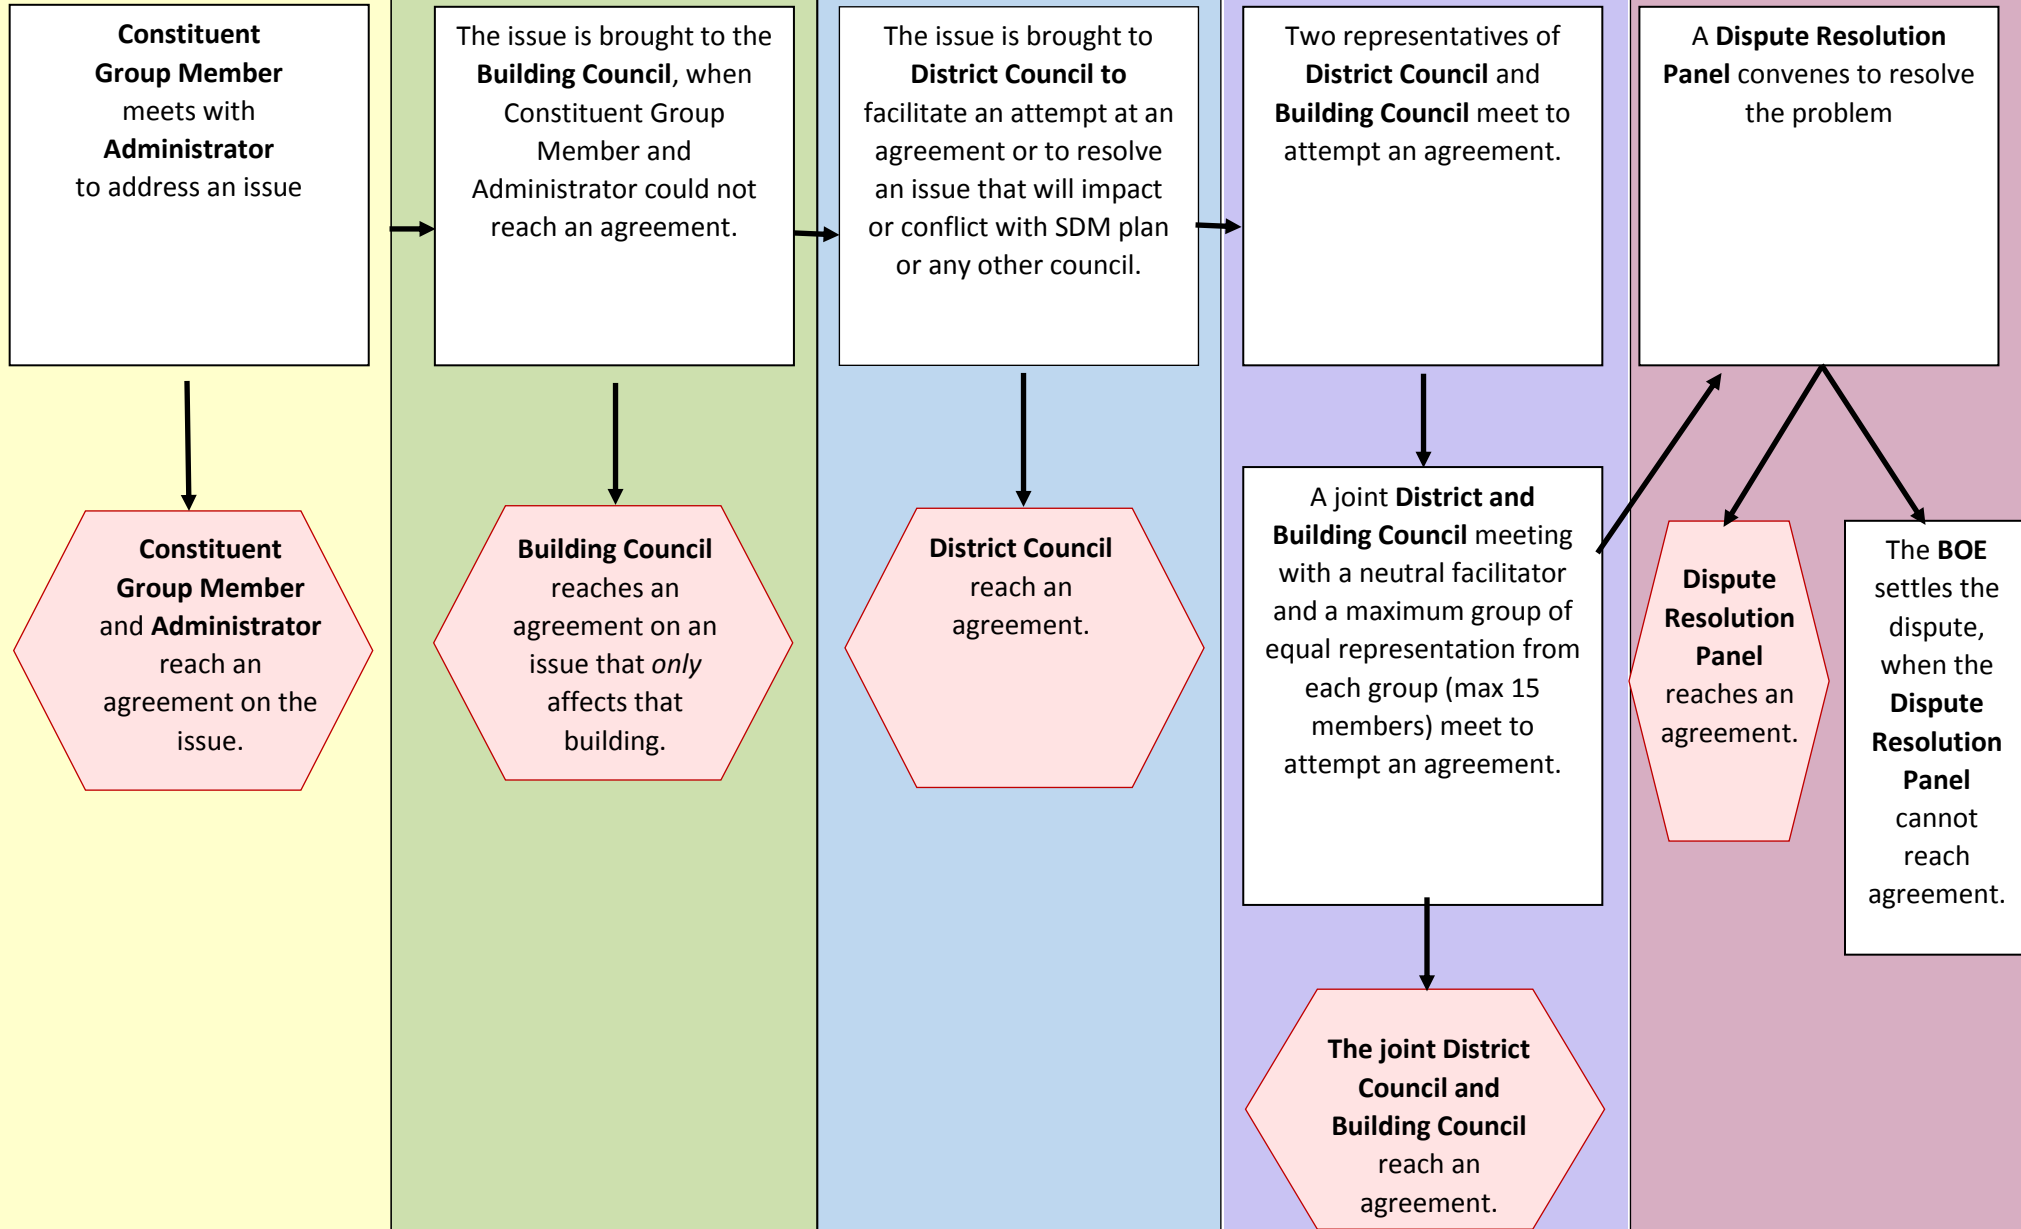 Constituent
Group Member
meets with
Administrator
to address an issue
Constituent
Group Member
and Administrator
reach an
agreement on the
issue.
The issue is brought to the
Building Council, when
Constituent Group
Member and
Administrator could not
reach an agreement.
Building Council
reaches an
agreement on an
issue that only
affects that
building.
The issue is brought to
District Council to
facilitate an attempt at an
agreement or to resolve
an issue that will impact
or conflict with SDM plan
or any other council.
District Council
reach an
agreement.
Two representatives of
District Council and
Building Council meet to
attempt an agreement.
A joint District and
Building Council meeting
with a neutral facilitator
and a maximum group of
equal representation from
each group (max 15
members) meet to
attempt an agreement.
The joint District
Council and
Building Council
reach an
agreement.
A Dispute Resolution
Panel convenes to resolve
the problem
Dispute
Resolution
Panel
reaches an
agreement.
The BOE
settles the
dispute,
when the
Dispute
Resolution
Panel
cannot
reach
agreement.